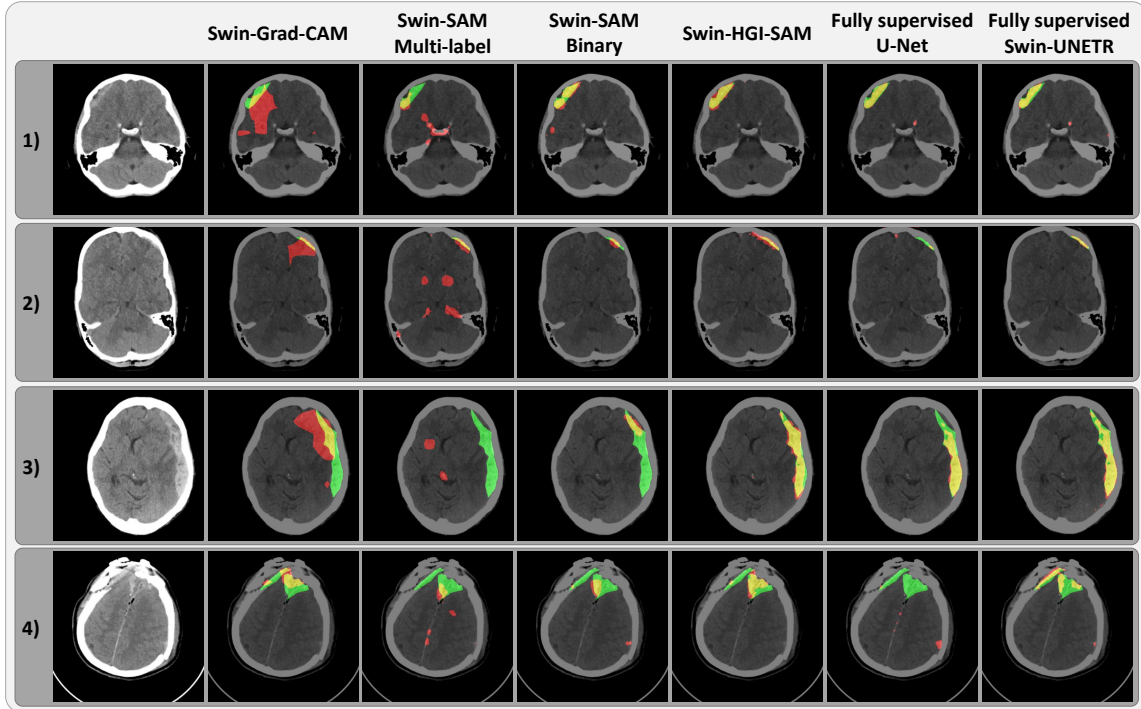 Swin-Grad-CAM
Swin-SAM
Multi-label
Swin-SAM
Binary
Swin-HGI-SAM
Fully supervised
U-Net
Fully supervised
Swin-UNETR
1)
2)
3)
4)